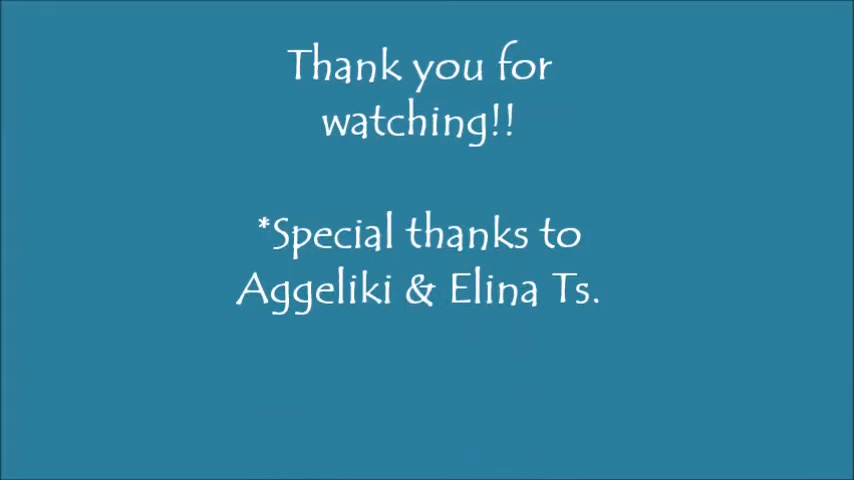 Thank you for
watching!!
*Special thanks to
Aggeliki & Elina Ts.